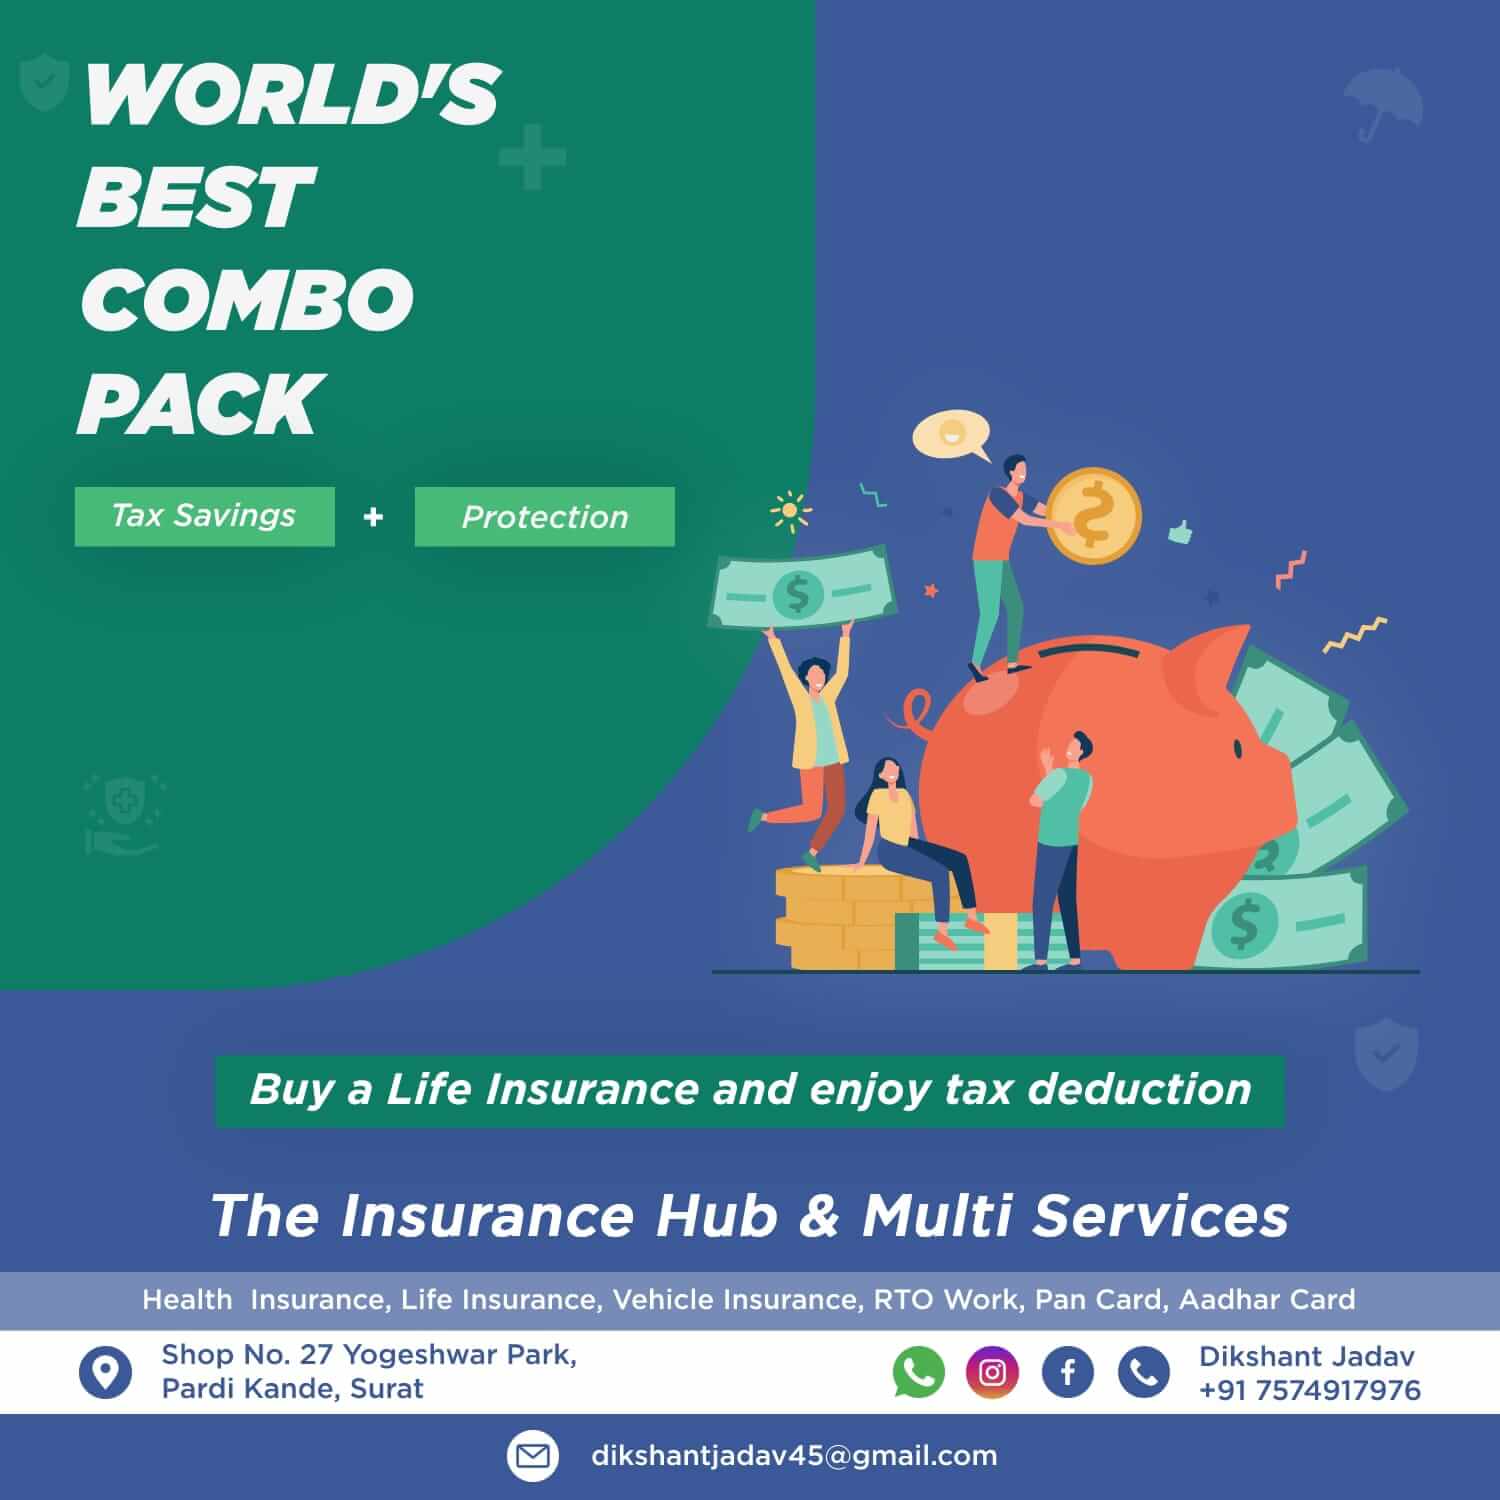 WORLD'S
BEST
COMBO
PACK
Tax Savings + Protection
Buy a Life Insurance and enjoy tax deduction
The Insurance Hub & Multi Services
Health Insurance, Life Insurance, Vehicle Insurance, RTO Work, Pan Card, Aadhar Card
Shop No. 27 Yogeshwar Park,
Pardi Kande, Surat
Dikshant Jadav
+91 7574917976
dikshantjadav45@gmail.com